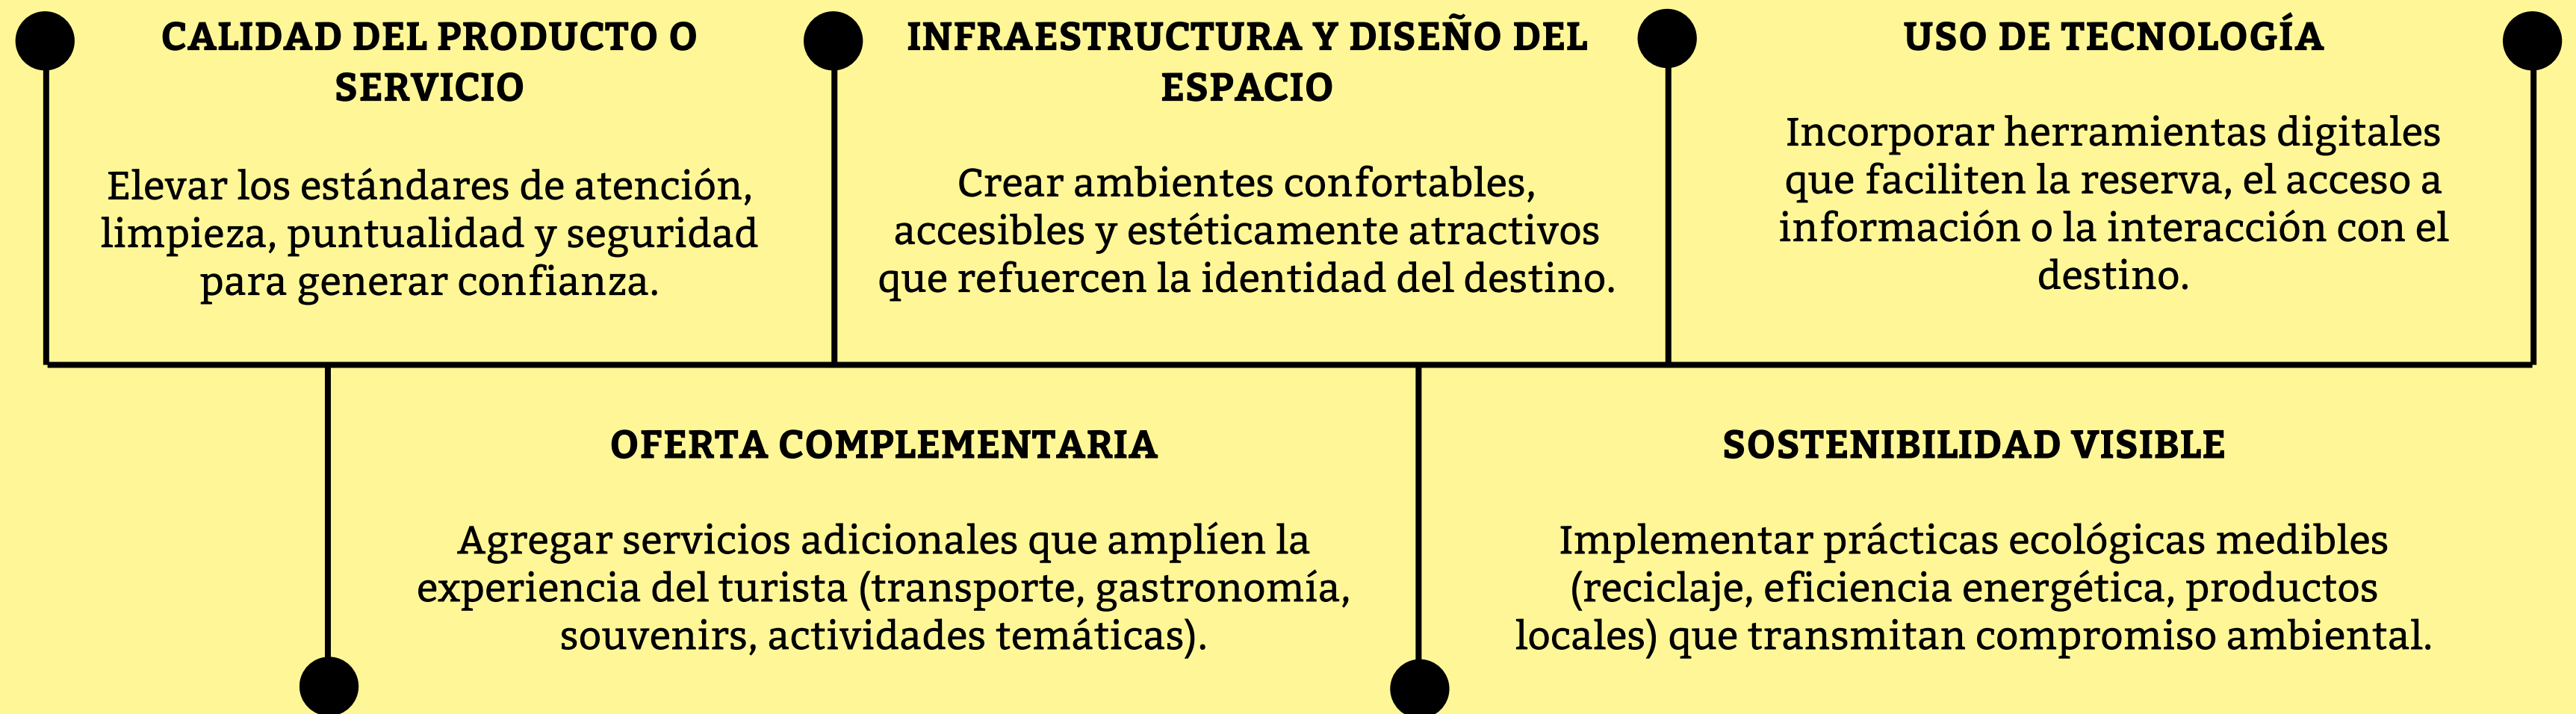 CALIDAD DEL PRODUCTO O
SERVICIO
Elevar los estándares de atención,
limpieza, puntualidad y seguridad
para generar confianza.
INFRAESTRUCTURA Y DISEÑO DEL
ESPACIO
Crear ambientes confortables,
accesibles y estéticamente atractivos
que refuercen la identidad del destino.
USO DE TECNOLOGÍA
Incorporar herramientas digitales
que faciliten la reserva, el acceso a
información o la interacción con el
destino.
OFERTA COMPLEMENTARIA
Agregar servicios adicionales que amplíen la
experiencia del turista (transporte, gastronomía,
souvenirs, actividades temáticas).
SOSTENIBILIDAD VISIBLE
Implementar prácticas ecológicas medibles
(reciclaje, eficiencia energética, productos
locales) que transmitan compromiso ambiental.